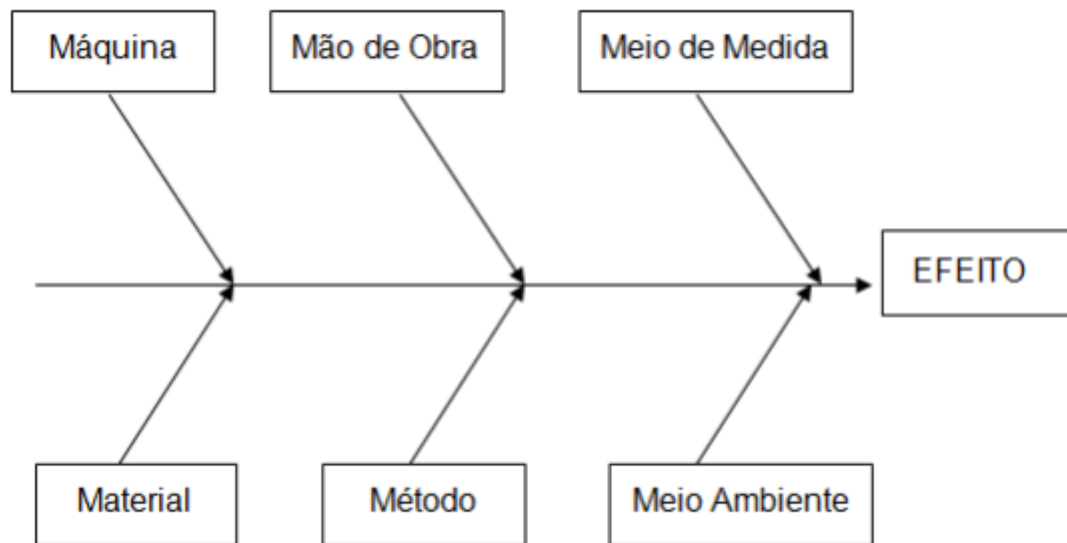 Máquina
Mão de Obra
Meio de Medida
EFEITO
Material
Método
Meio Ambiente